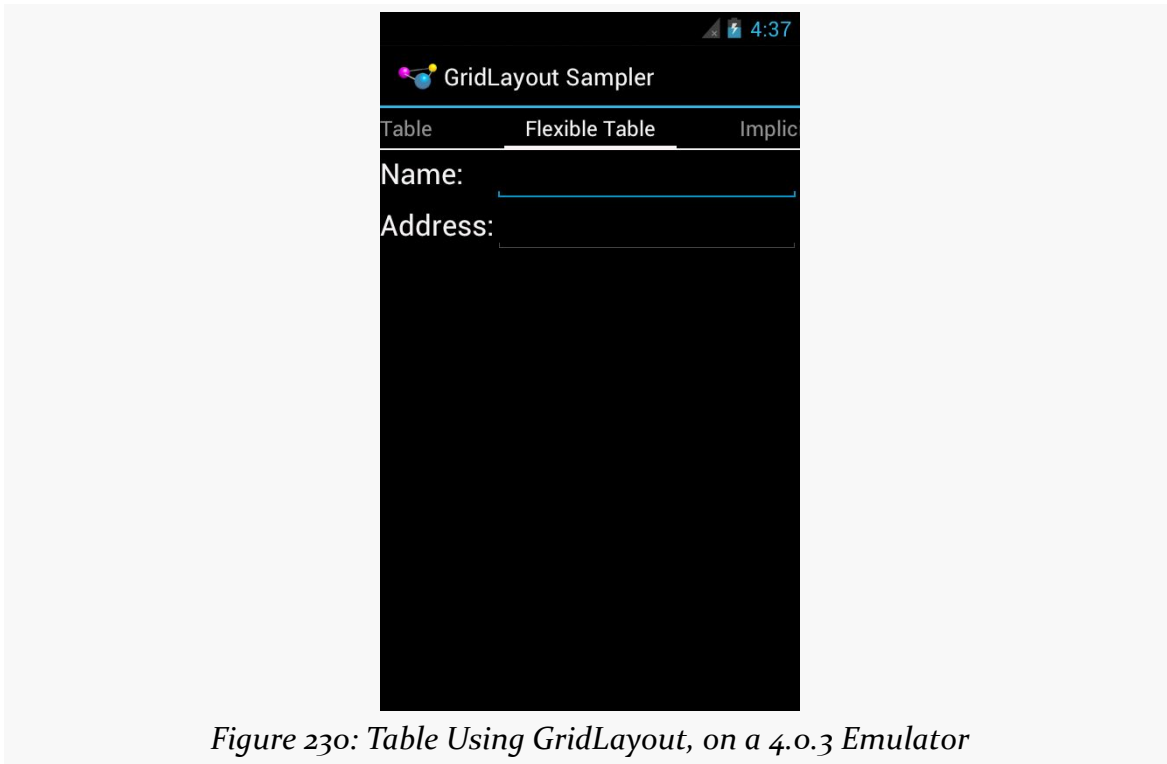 4:37
GridLayout Sampler
Table Flexible Table Implici
Name:
Address:
Figure 230: Table Using GridLayout, on a 4.0.3 Emulator